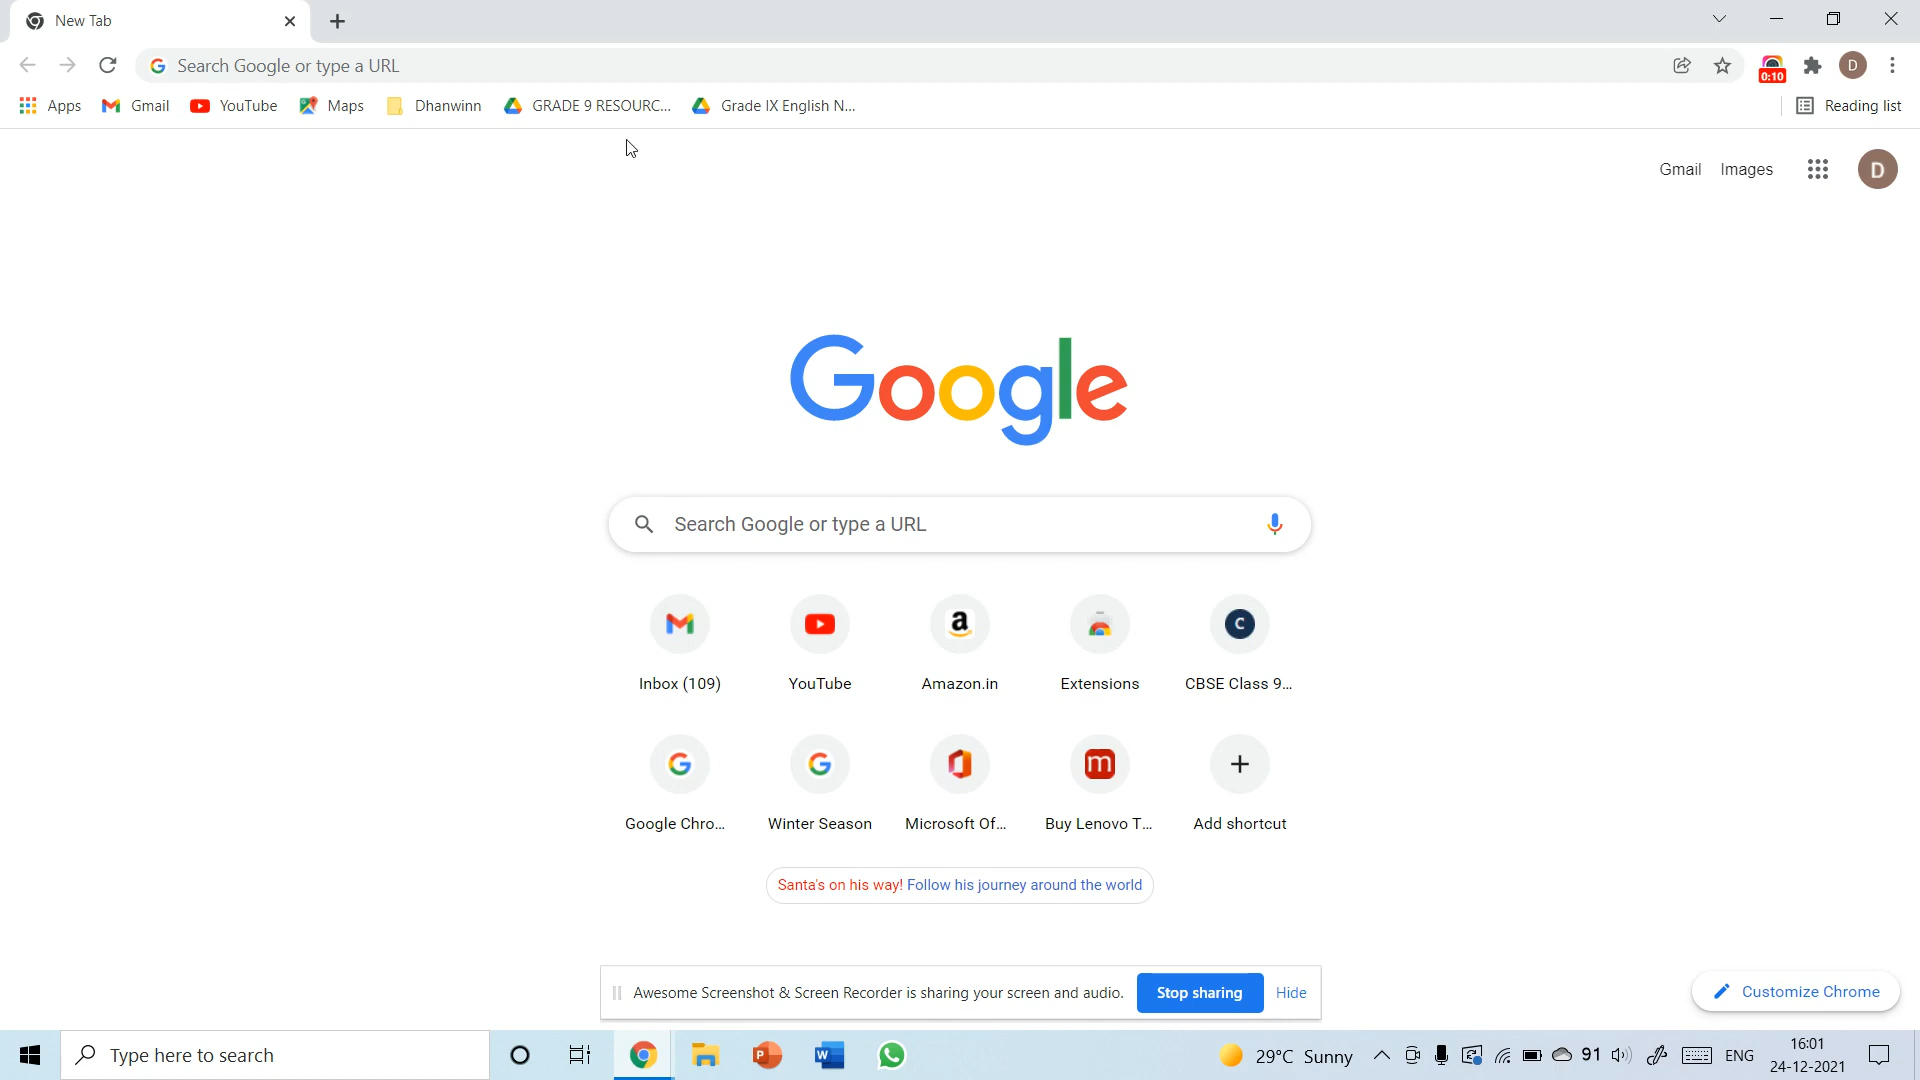 New Tab
Search Google or type a URL
0:10
D
Apps Gmail YouTube Maps Dhanwinn GRADE 9 RESOURC... Grade IX English N... Reading list
Gmail Images D
Google
Search Google or type a URL
Inbox (109) YouTube Amazon.in Extensions CBSE Class 9...
Google Chro... Winter Season Microsoft Of... Buy Lenovo T... Add shortcut
Santa's on his way! Follow his journey around the world
Awesome Screenshot & Screen Recorder is sharing your screen and audio. Stop sharing Hide
Customize Chrome
Type here to search 29°C Sunny 91 ENG 16:01
24-12-2021